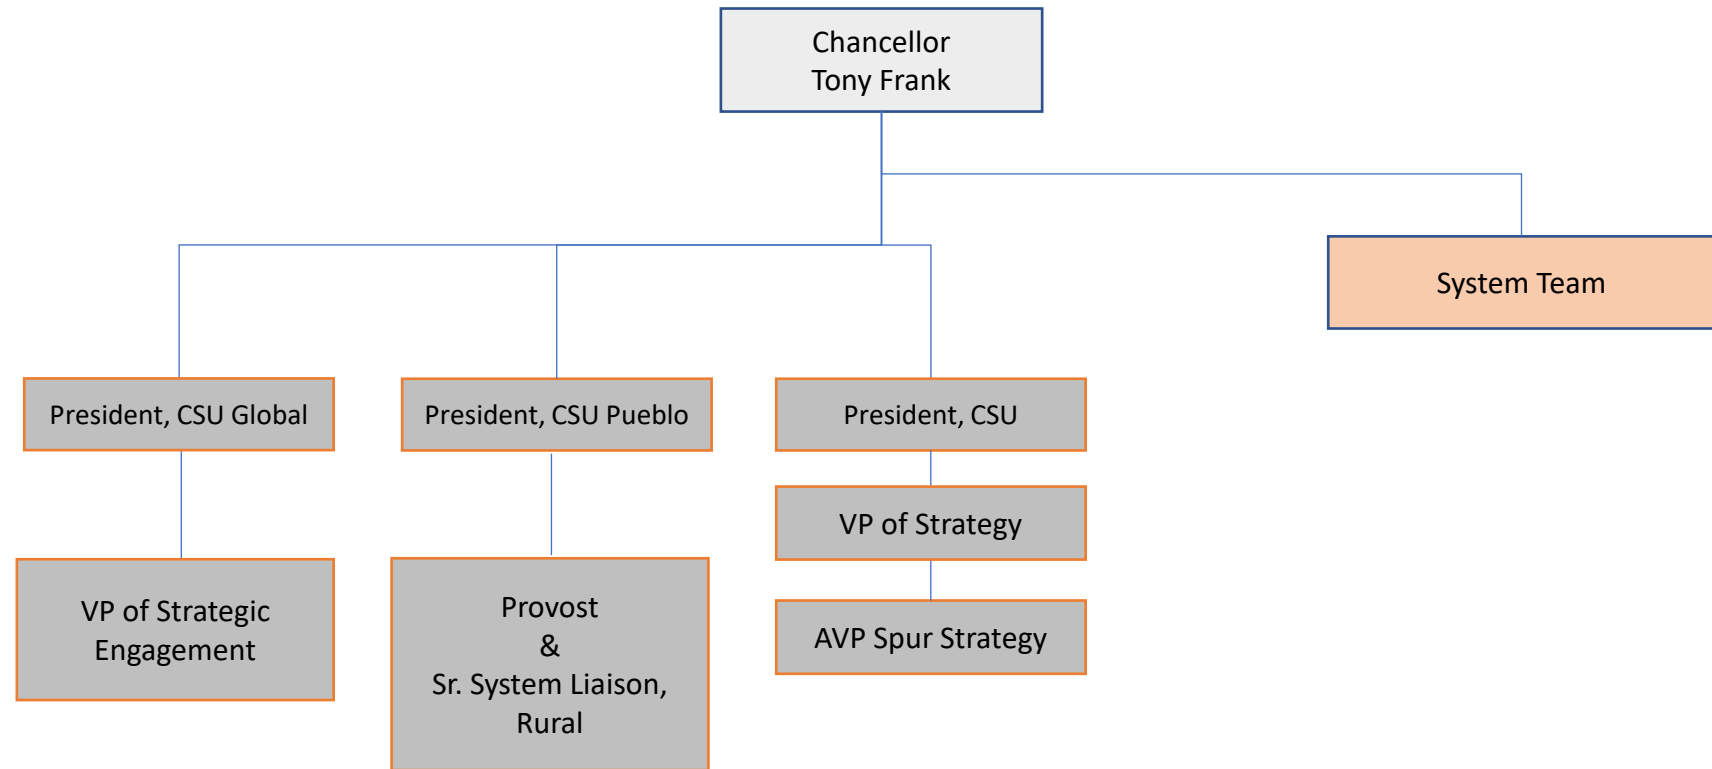 Chancellor
Tony Frank
System Team
President, CSU Global
President, CSU Pueblo
President, CSU
VP of Strategy
VP of Strategic
Engagement
Provost
&
Sr. System Liaison,
Rural
AVP Spur Strategy